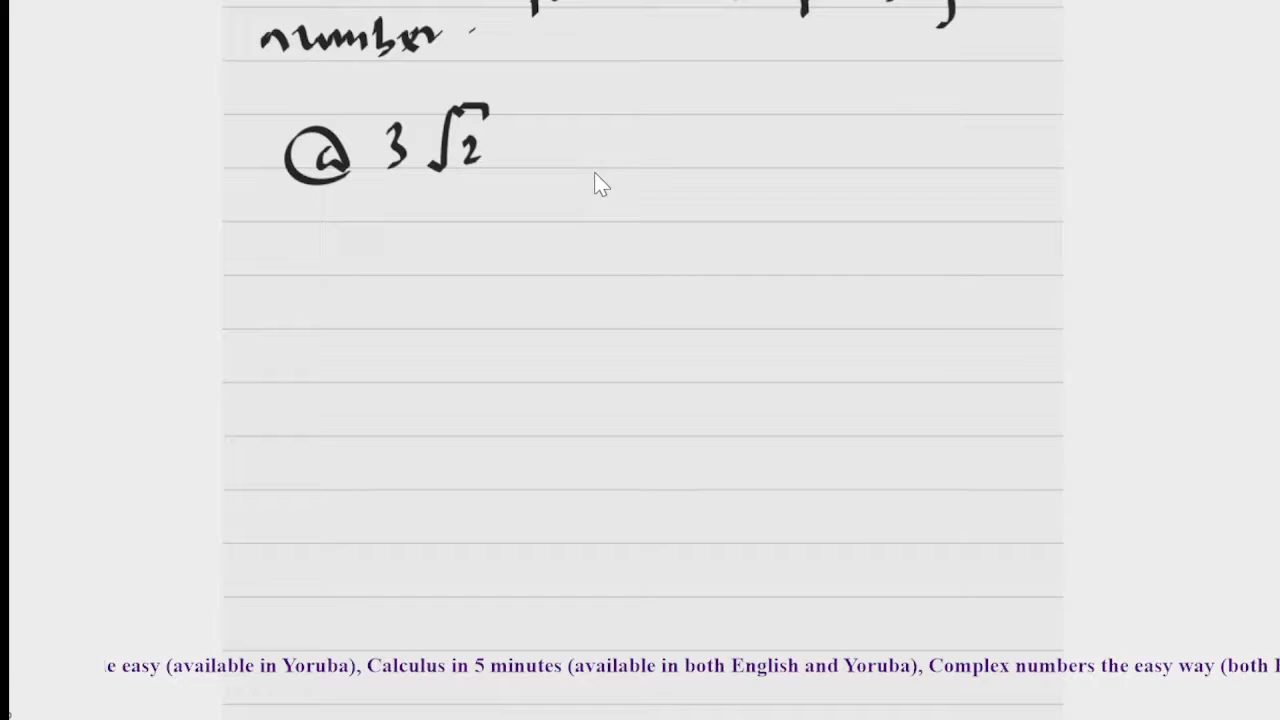 number.
ⓐ 3 √2
e easy (available in Yoruba), Calculus in 5 minutes (available in both English and Yoruba), Complex numbers the easy way (both